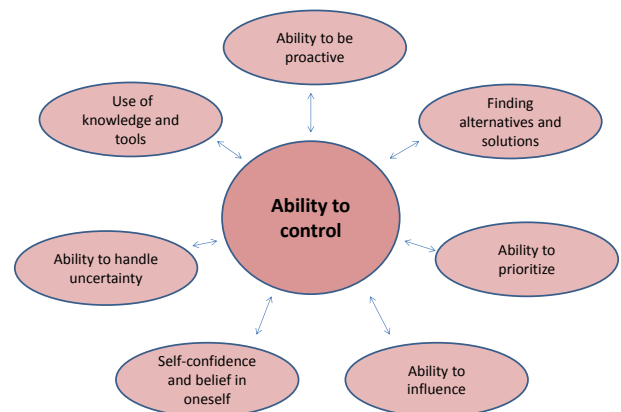 Ability to be
proactive
Use of
knowledge and
tools
Finding
alternatives and
solutions
Ability to
control
Ability to handle
uncertainty
Ability to
prioritize
Self-confidence
and belief in
oneself
Ability to
influence